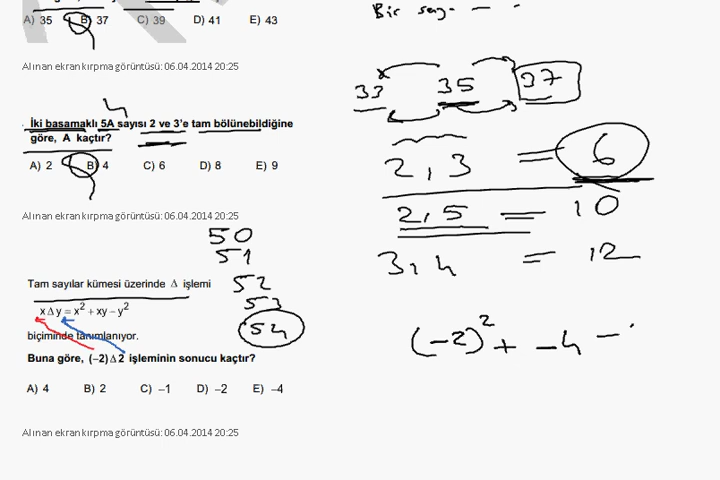 A) 35 B) 37 C) 39 D) 41 E) 43
Alınan ekran kırpma görüntüsü: 06.04.2014 20:25
4
İki basamaklı 5A sayısı 2 ve 3'e tam bölünebildiğine
göre, A kaçtır?
A) 2 B) 4 C) 6 D) 8 E) 9
Alınan ekran kırpma görüntüsü: 06.04.2014 20:25
50
51
52
53
54
Tam sayılar kümesi üzerinde Δ işlemi
x Δ y = x² + xy – y²
biçiminde tanımlanıyor.
Buna göre, (–2) Δ 2 işleminin sonucu kaçtır?
A) 4 B) 2 C) –1 D) –2 E) –4
Alınan ekran kırpma görüntüsü: 06.04.2014 20:25
Bir
33 35 37
2,3 = 6
2,5 = 10
3,4 = 12
(-2)² + -4 -